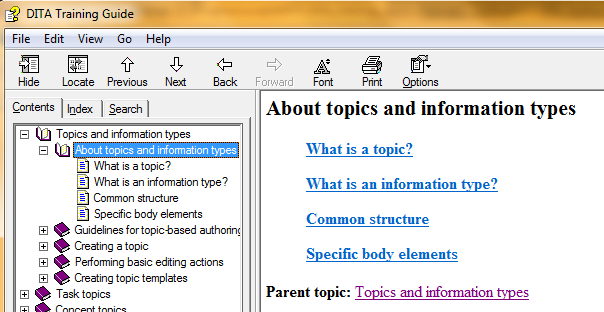 DITA Training Guide
File Edit View Go Help
Hide Locate Previous Next Back Forward Font Print Options
Contents Index Search
Topics and information types
About topics and information types
What is a topic?
What is an information type?
Common structure
Specific body elements
Guidelines for topic-based authoring
Creating a topic
Performing basic editing actions
Creating topic templates
Task topics
Concept topics
About topics and information types
What is a topic?
What is an information type?
Common structure
Specific body elements
Parent topic: Topics and information types